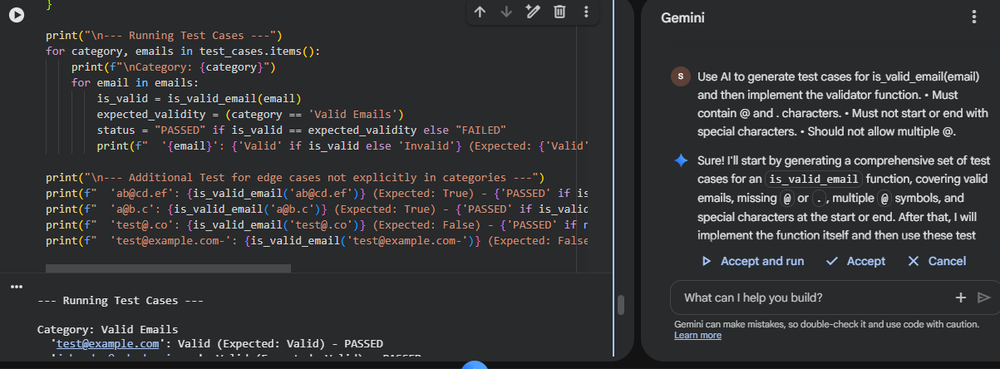 }
print("\n--- Running Test Cases ---")
for category, emails in test_cases.items():
    print(f"\nCategory: {category}")
    for email in emails:
        is_valid = is_valid_email(email)
        expected_validity = (category == 'Valid Emails')
        status = "PASSED" if is_valid == expected_validity else "FAILED"
        print(f"  '{email}': {'Valid' if is_valid else 'Invalid'} (Expected: {'Valid'
print("\n--- Additional Test for edge cases not explicitly in categories ---")
print(f"  'ab@cd.ef': {is_valid_email('ab@cd.ef')} (Expected: True) - {'PASSED' if is
print(f"  'a@b.c': {is_valid_email('a@b.c')} (Expected: True) - {'PASSED' if is_valid
print(f"  'test@.co': {is_valid_email('test@.co')} (Expected: False) - {'PASSED' if n
print(f"  'test@example.com-': {is_valid_email('test@example.com-')} (Expected: False
--- Running Test Cases ---
Category: Valid Emails
  'test@example.com': Valid (Expected: Valid) - PASSED
Gemini
S
Use AI to generate test cases for is_valid_email(email)
and then implement the validator function. • Must
contain @ and . characters. • Must not start or end with
special characters. • Should not allow multiple @.
Sure! I'll start by generating a comprehensive set of test
cases for an is_valid_email function, covering valid
emails, missing @ or ., multiple @ symbols, and
special characters at the start or end. After that, I will
implement the function itself and then use these test
Accept and run Accept Cancel
What can I help you build?
Gemini can make mistakes, so double-check it and use code with caution.
Learn more